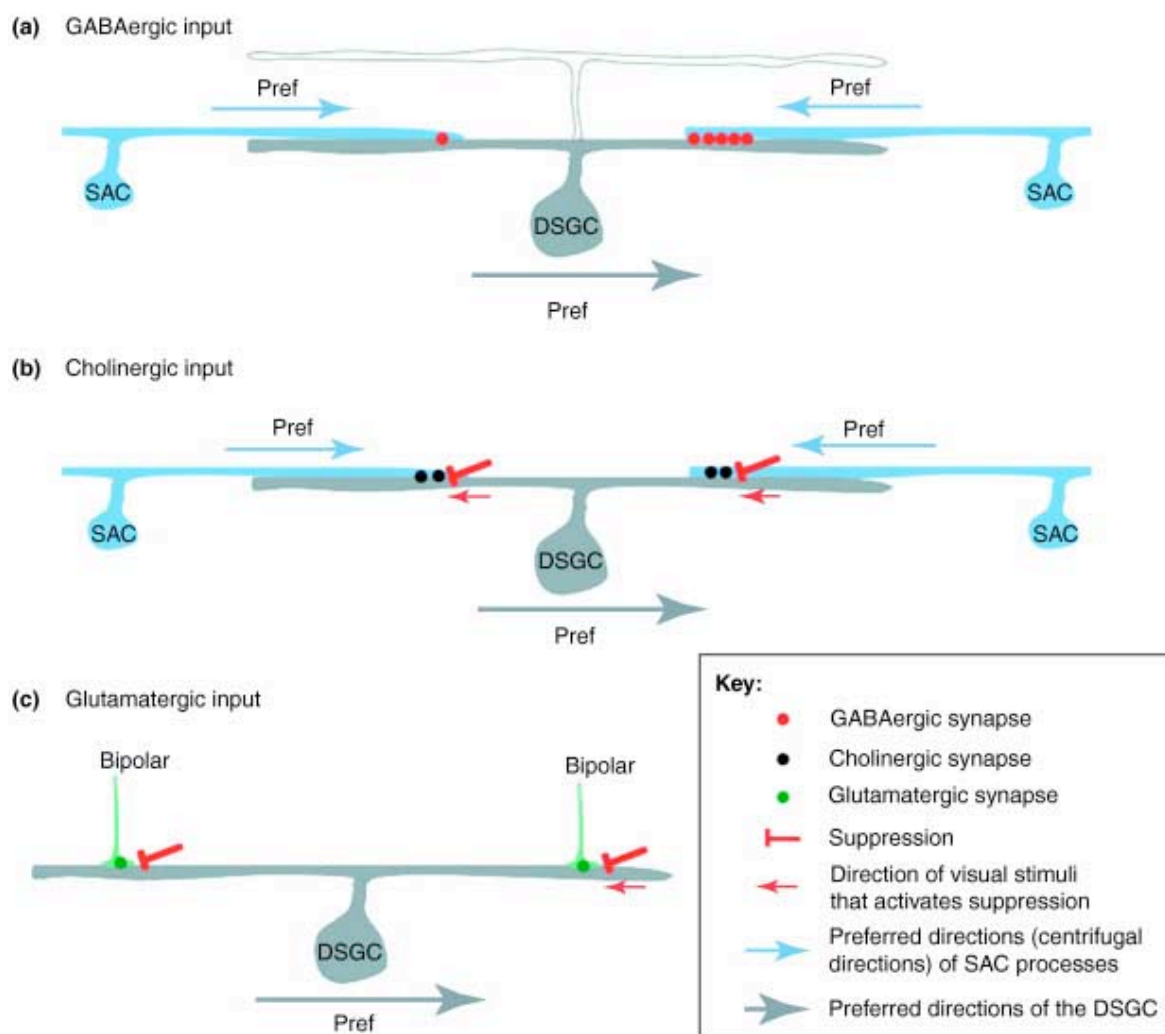 (a) GABAergic input
Pref Pref
SAC SAC
DSGC
Pref
(b) Cholinergic input
Pref Pref
SAC SAC
DSGC
Pref
(c) Glutamatergic input
Bipolar Bipolar
DSGC
Pref
Key:
GABAergic synapse
Cholinergic synapse
Glutamatergic synapse
Suppression
Direction of visual stimuli
that activates suppression
Preferred directions (centrifugal
directions) of SAC processes
Preferred directions of the DSGC